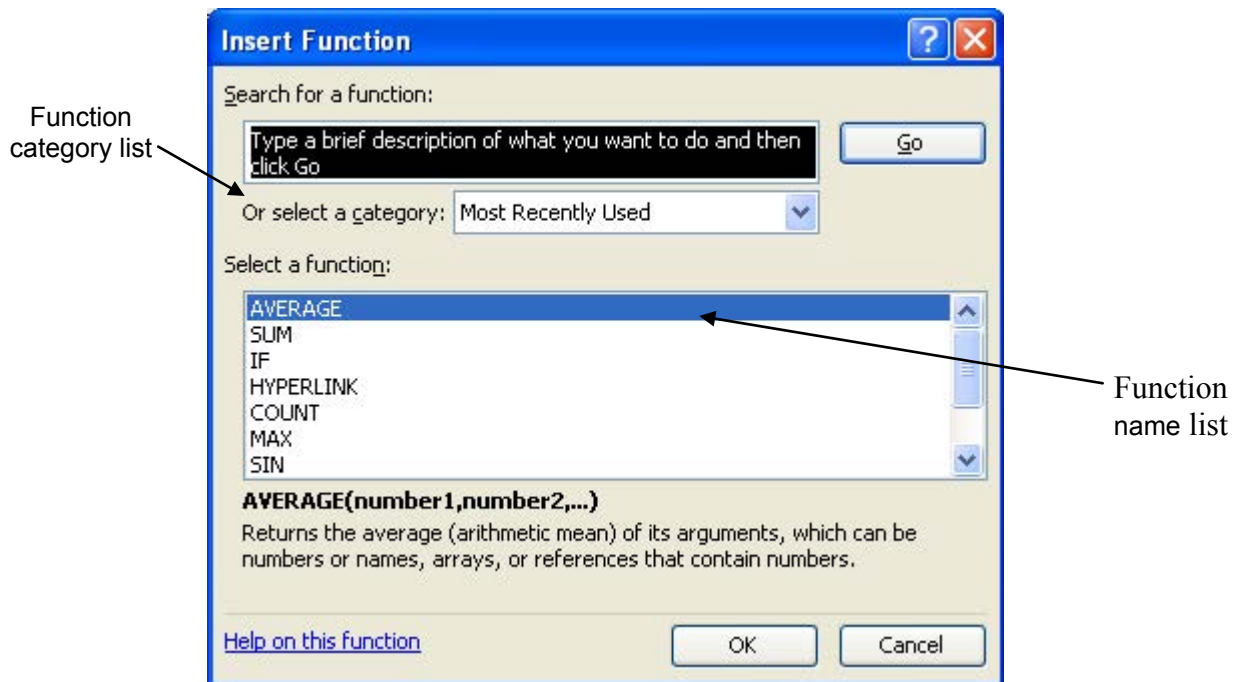 Insert Function
Search for a function:
Function
category list
Type a brief description of what you want to do and then
click Go
Go
Or select a category:
Most Recently Used
Select a function:
AVERAGE
SUM
IF
HYPERLINK
COUNT
MAX
SIN
Function
name list
AVERAGE(number1,number2,...)
Returns the average (arithmetic mean) of its arguments, which can be
numbers or names, arrays, or references that contain numbers.
Help on this function
OK
Cancel